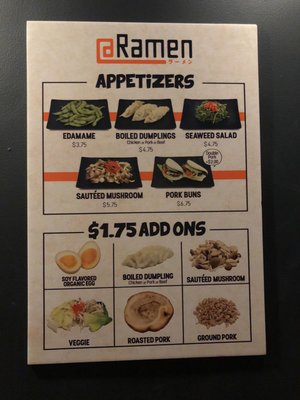 @Ramen
ラーメン
APPETiZERS
EDAMAME
$3.75
BOILED DUMPLINGS
Chicken or Pork or Beef
$4.75
SEAWEED SALAD
$4.75
SAUTÉED MUSHROOM
$5.75
PORK BUNS
$6.75
Double
Pork
$1.75 ADD ONS
SOY FLAVORED
ORGANIC EGG
BOILED DUMPLING
Chicken or Pork or Beef
SAUTÉED MUSHROOM
VEGGIE
ROASTED PORK
GROUND PORK